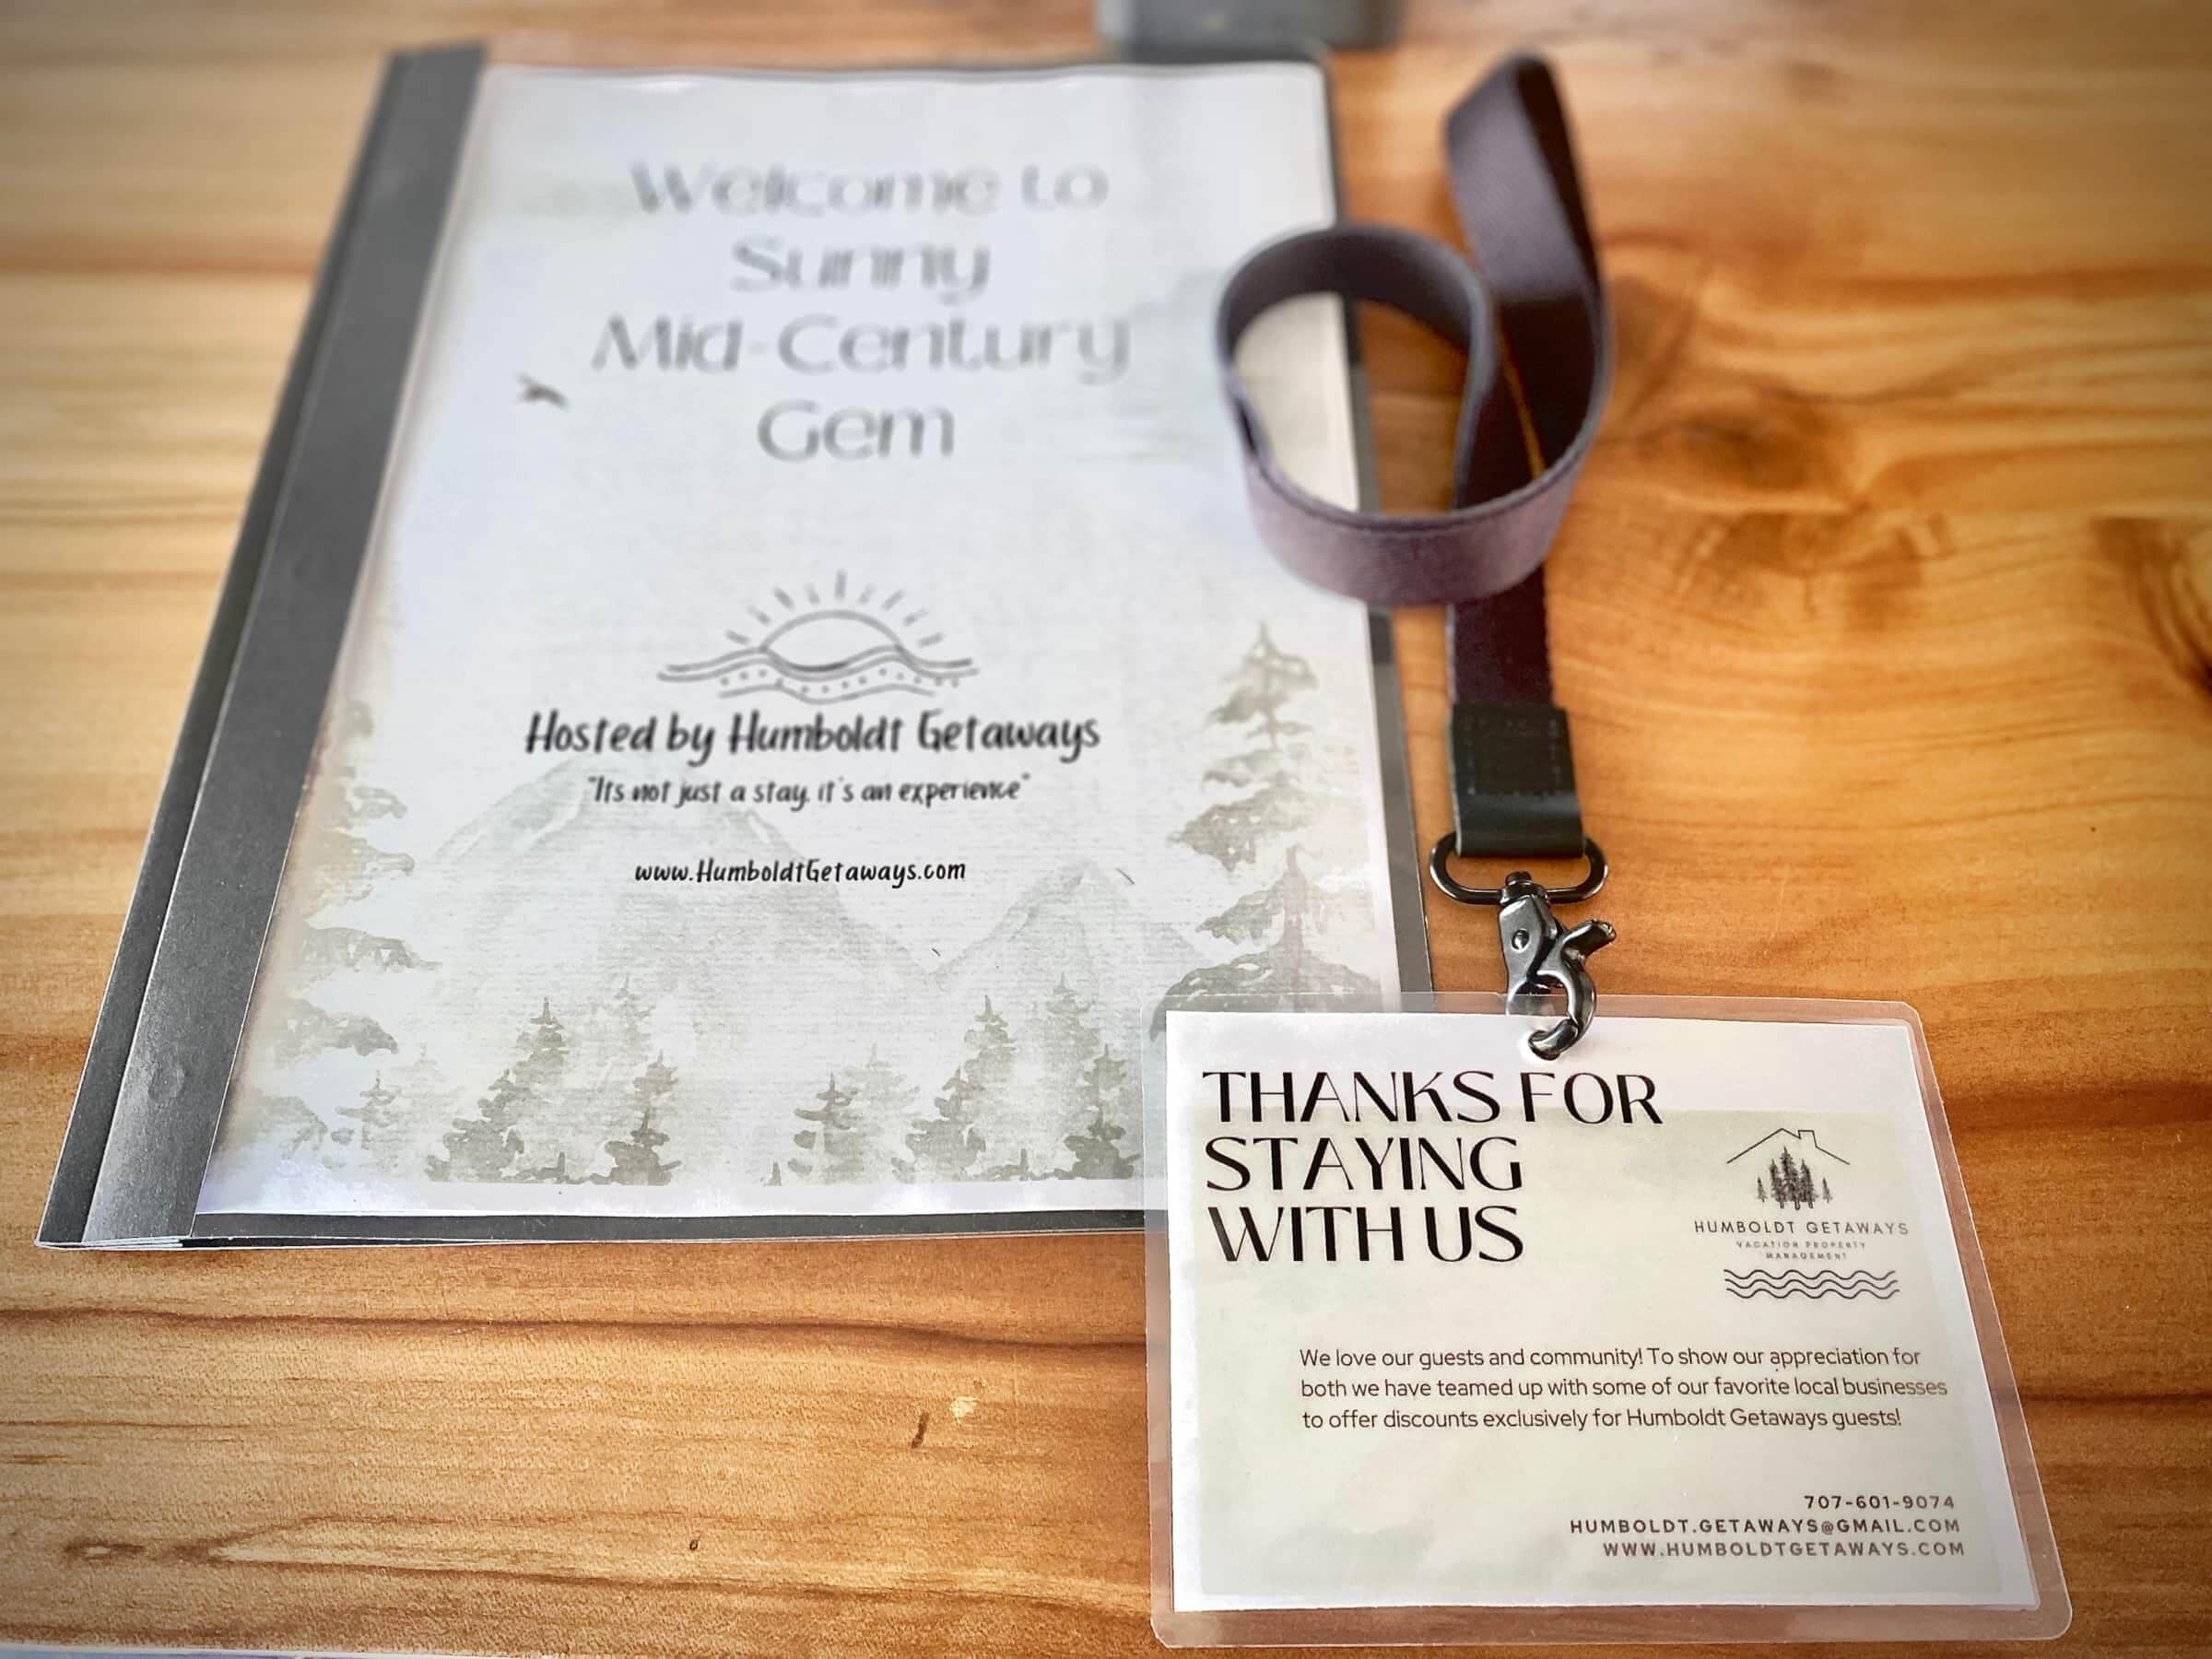 Welcome to
Sunny
Mid-Century
Gem
Hosted by Humboldt Getaways
"Its not just a stay, it's an experience"
www.HumboldtGetaways.com
THANKS FOR
STAYING
WITH US
HUMBOLDT GETAWAYS
VACATION PROPERTY
MANAGEMENT
We love our guests and community! To show our appreciation for
both we have teamed up with some of our favorite local businesses
to offer discounts exclusively for Humboldt Getaways guests!
707-601-9074
HUMBOLDT.GETAWAYS@GMAIL.COM
WWW.HUMBOLDTGETAWAYS.COM